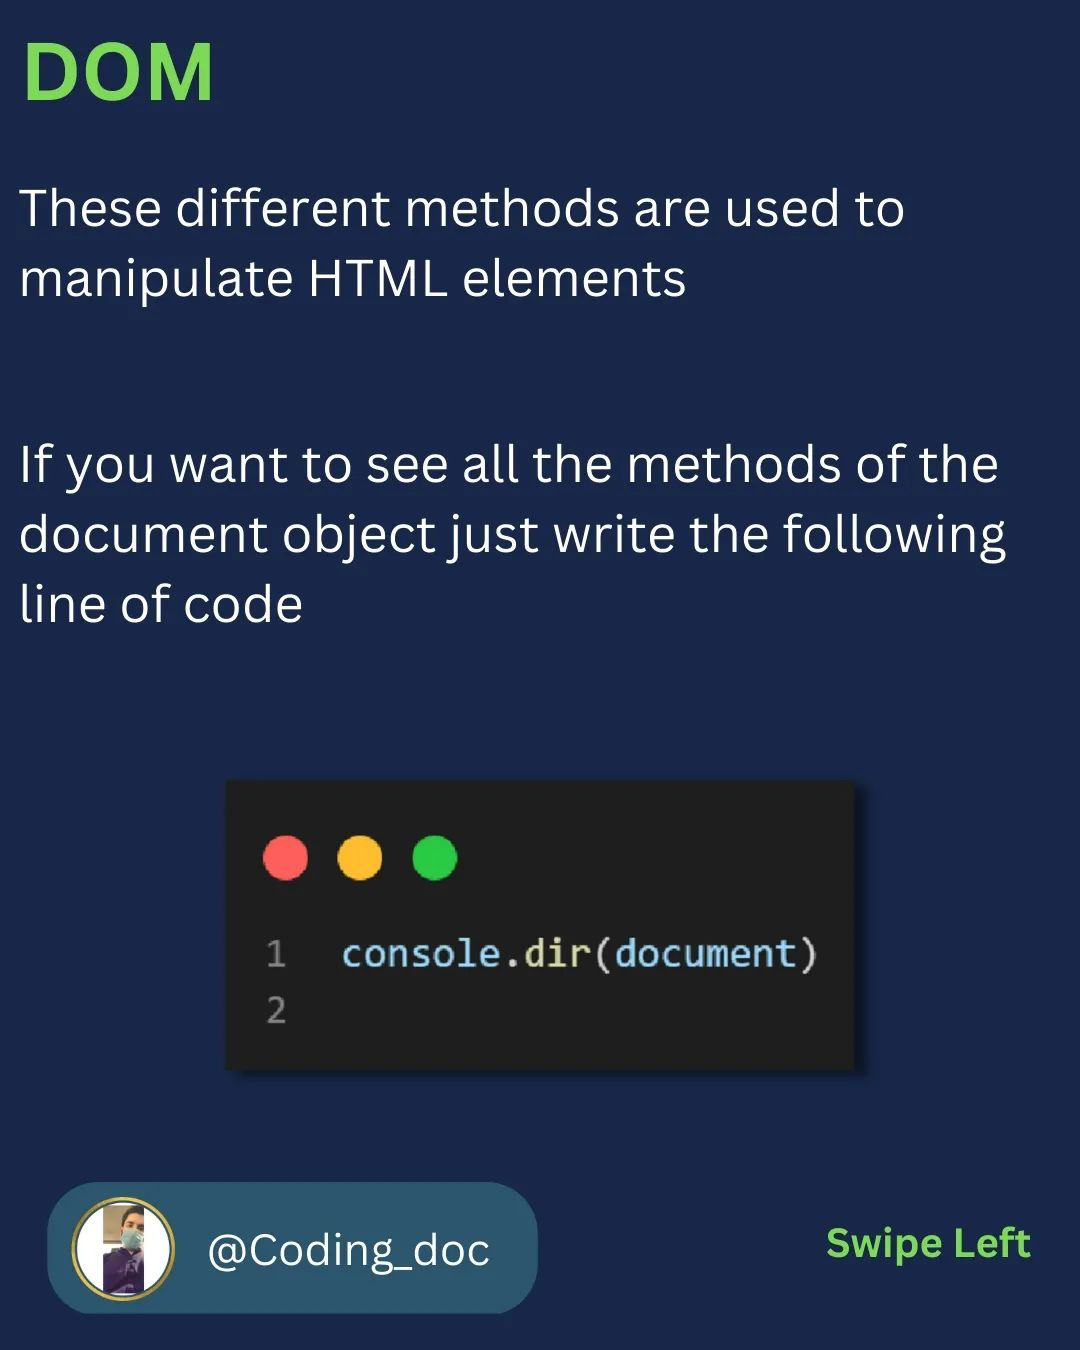 DOM
These different methods are used to
manipulate HTML elements
If you want to see all the methods of the
document object just write the following
line of code
1 console.dir(document)
2
@Coding_doc
Swipe Left